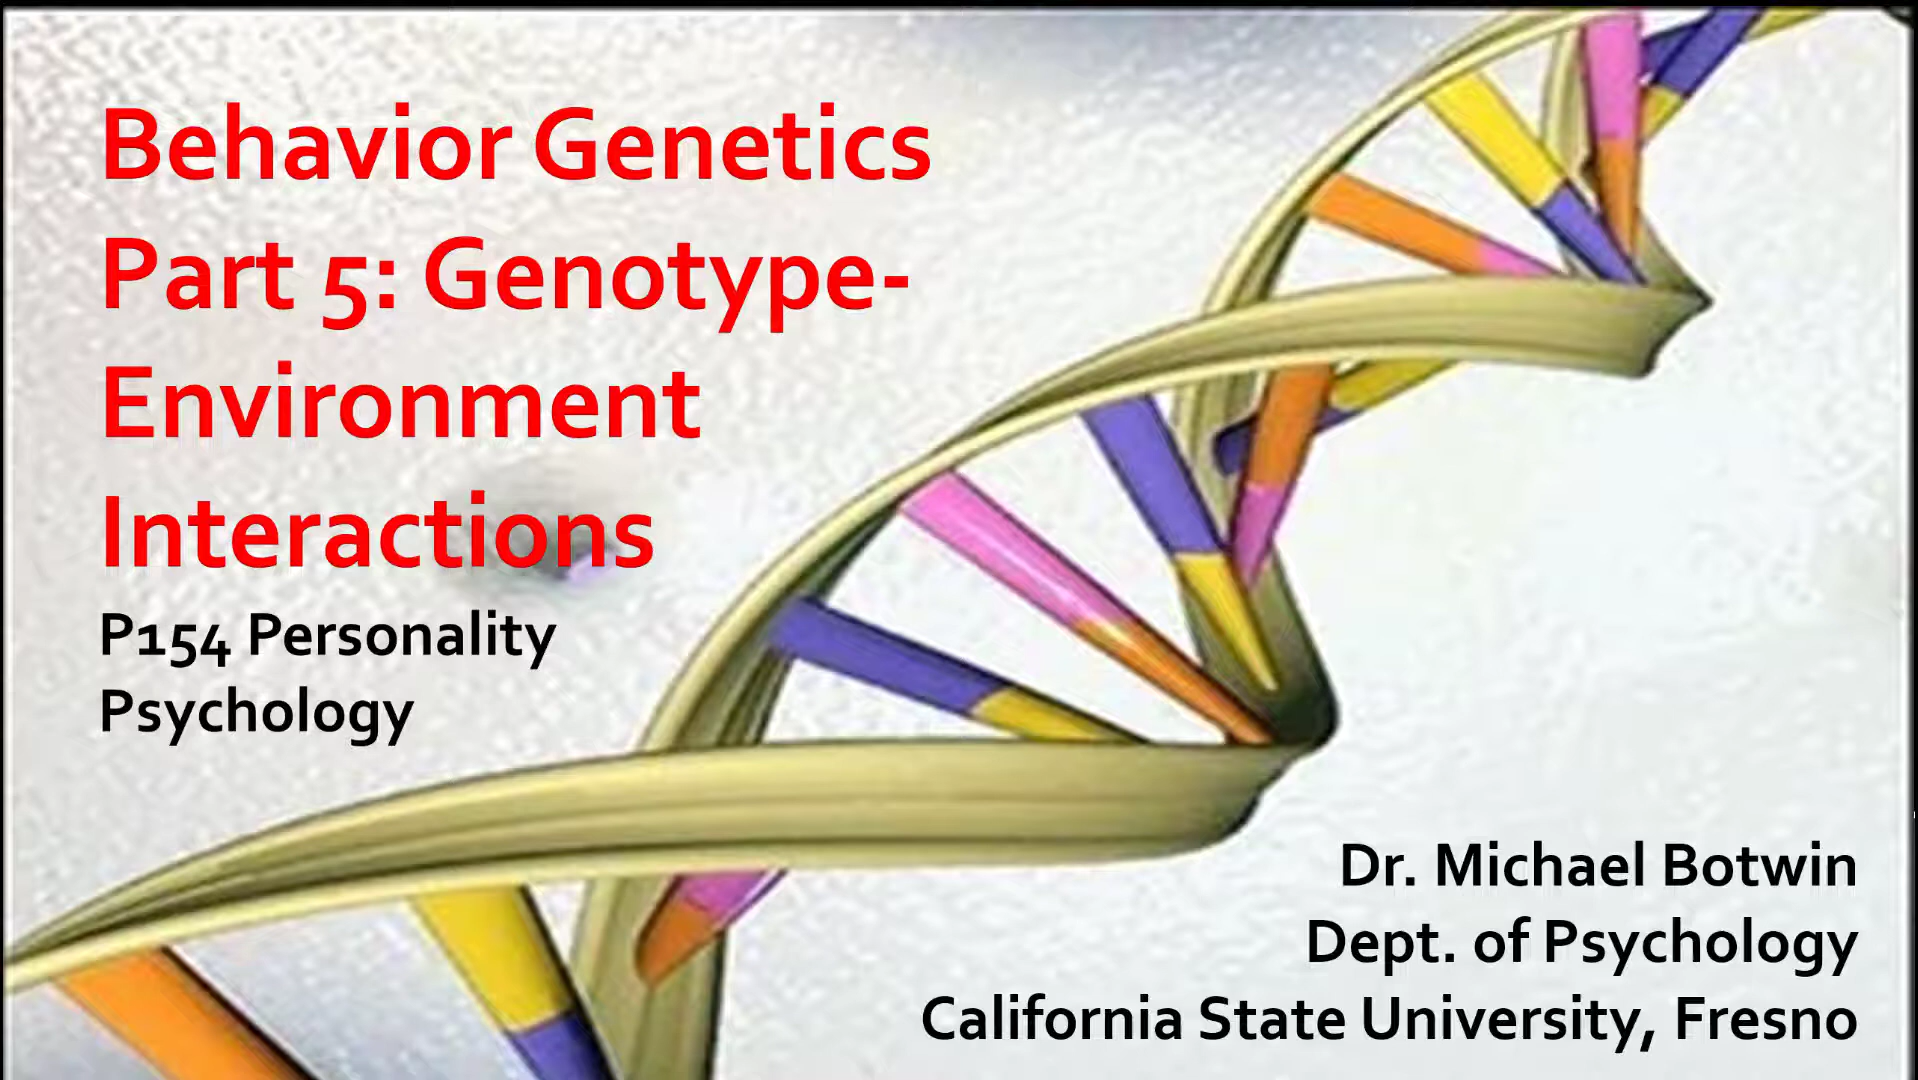 Behavior Genetics
Part 5: Genotype-
Environment
Interactions
P154 Personality
Psychology
Dr. Michael Botwin
Dept. of Psychology
California State University, Fresno